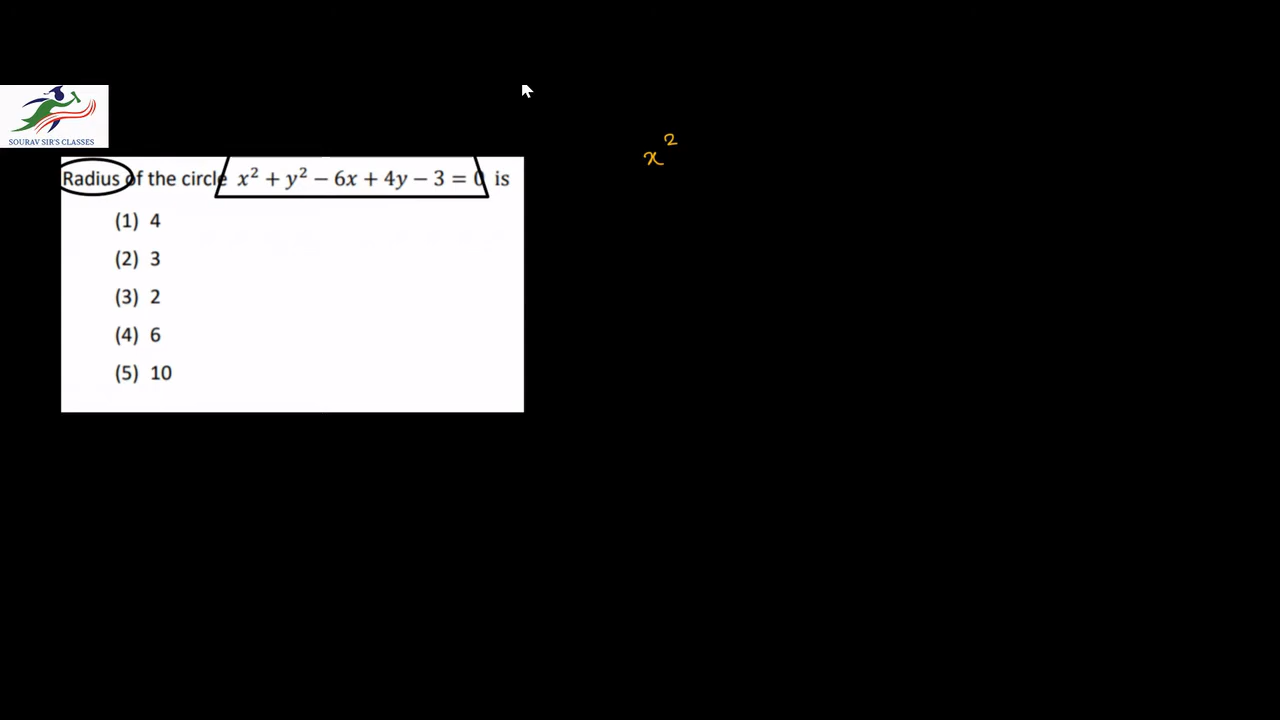 SOURAV SIR'S CLASSES
x²
Radius of the circle x² + y² − 6x + 4y − 3 = 0 is
(1) 4
(2) 3
(3) 2
(4) 6
(5) 10